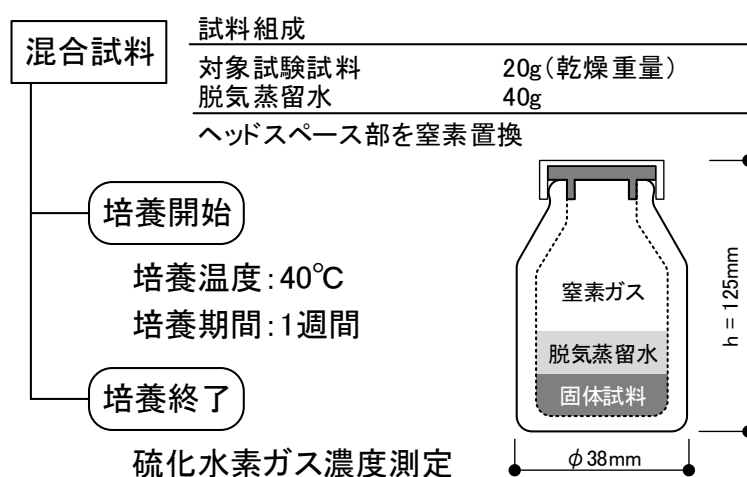 混合試料
試料組成
対象試験試料 20g(乾燥重量)
脱気蒸留水 40g
ヘッドスペース部を窒素置換
培養開始
培養温度:40℃
培養期間:1週間
培養終了
硫化水素ガス濃度測定
窒素ガス
脱気蒸留水
固体試料
h = 125mm
φ38mm